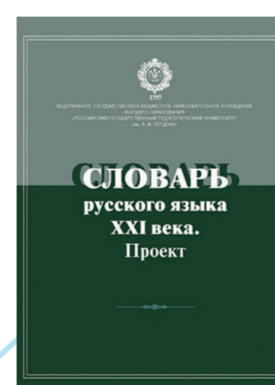 1797
ФЕДЕРАЛЬНОЕ ГОСУДАРСТВЕННОЕ БЮДЖЕТНОЕ ОБРАЗОВАТЕЛЬНОЕ УЧРЕЖДЕНИЕ
ВЫСШЕГО ОБРАЗОВАНИЯ
«РОССИЙСКИЙ ГОСУДАРСТВЕННЫЙ ПЕДАГОГИЧЕСКИЙ УНИВЕРСИТЕТ
им. А. И. ГЕРЦЕНА»
СЛОВАРЬ
русского языка
XXI века.
Проект